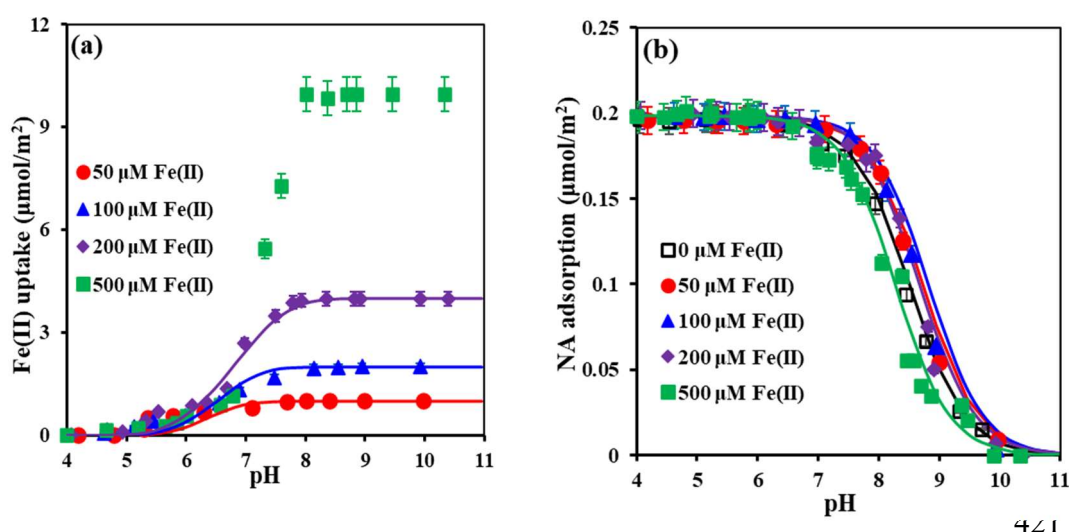 (a)
Fe(II) uptake (µmol/m²)
12
9
6
3
0
50 µM Fe(II)
100 µM Fe(II)
200 µM Fe(II)
500 µM Fe(II)
4 5 6 7 8 9 10 11
pH
(b)
NA adsorption (µmol/m²)
0.25
0.2
0.15
0.1
0.05
0
0 µM Fe(II)
50 µM Fe(II)
100 µM Fe(II)
200 µM Fe(II)
500 µM Fe(II)
4 5 6 7 8 9 10 11
pH
421